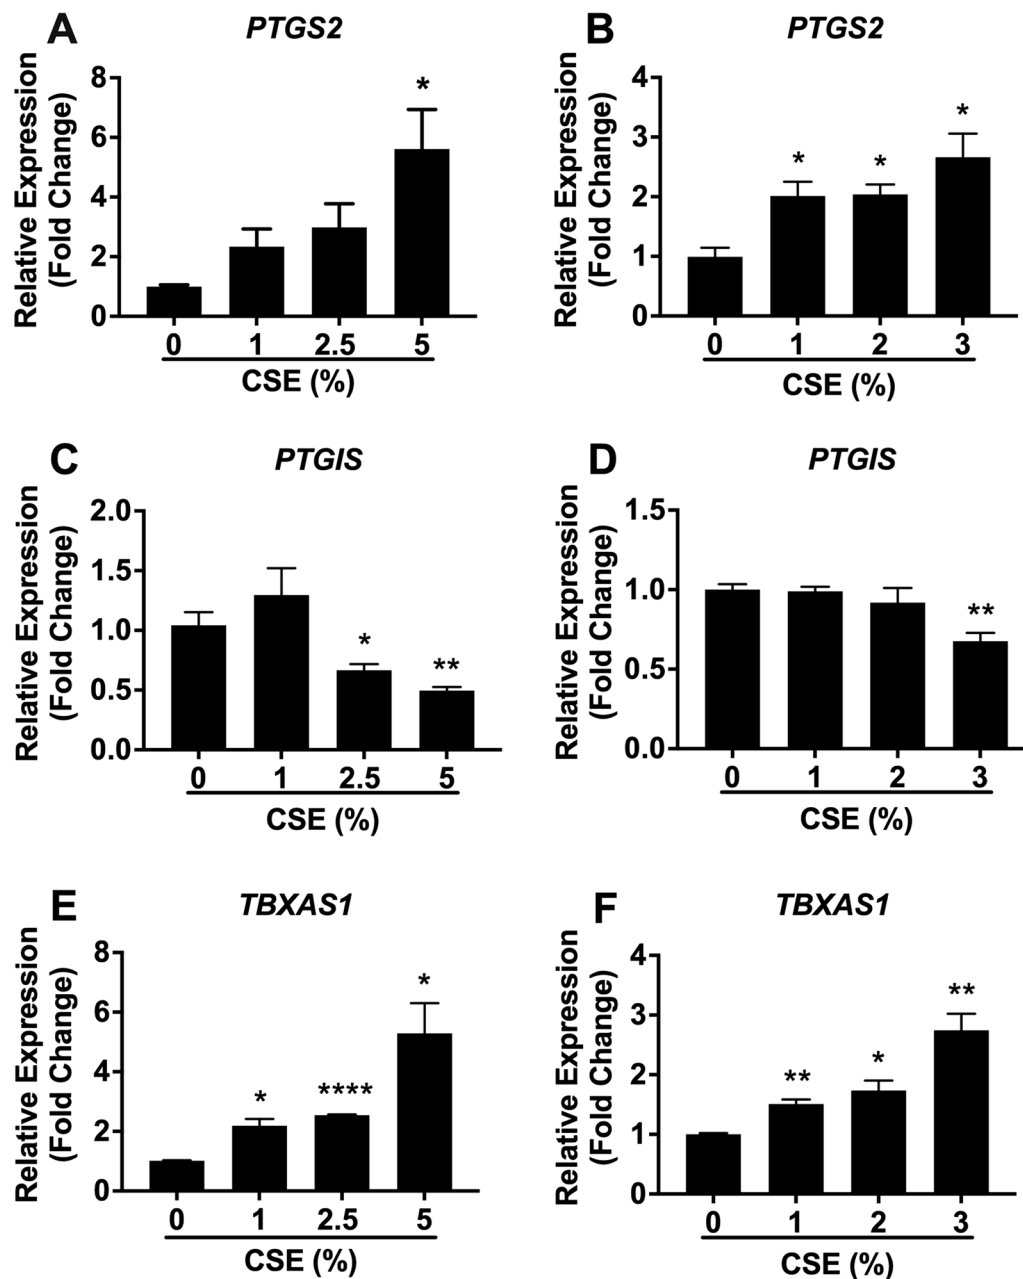 A
PTGS2
Relative Expression
(Fold Change)
8
6
4
2
0
*
0 1 2.5 5
CSE (%)
B
PTGS2
Relative Expression
(Fold Change)
4
3
2
1
0
* * *
0 1 2 3
CSE (%)
C
PTGIS
Relative Expression
(Fold Change)
2.0
1.5
1.0
0.5
0.0
* **
0 1 2.5 5
CSE (%)
D
PTGIS
Relative Expression
(Fold Change)
1.5
1.0
0.5
0.0
**
0 1 2 3
CSE (%)
E
TBXAS1
Relative Expression
(Fold Change)
8
6
4
2
0
* **** *
0 1 2.5 5
CSE (%)
F
TBXAS1
Relative Expression
(Fold Change)
4
3
2
1
0
** * **
0 1 2 3
CSE (%)